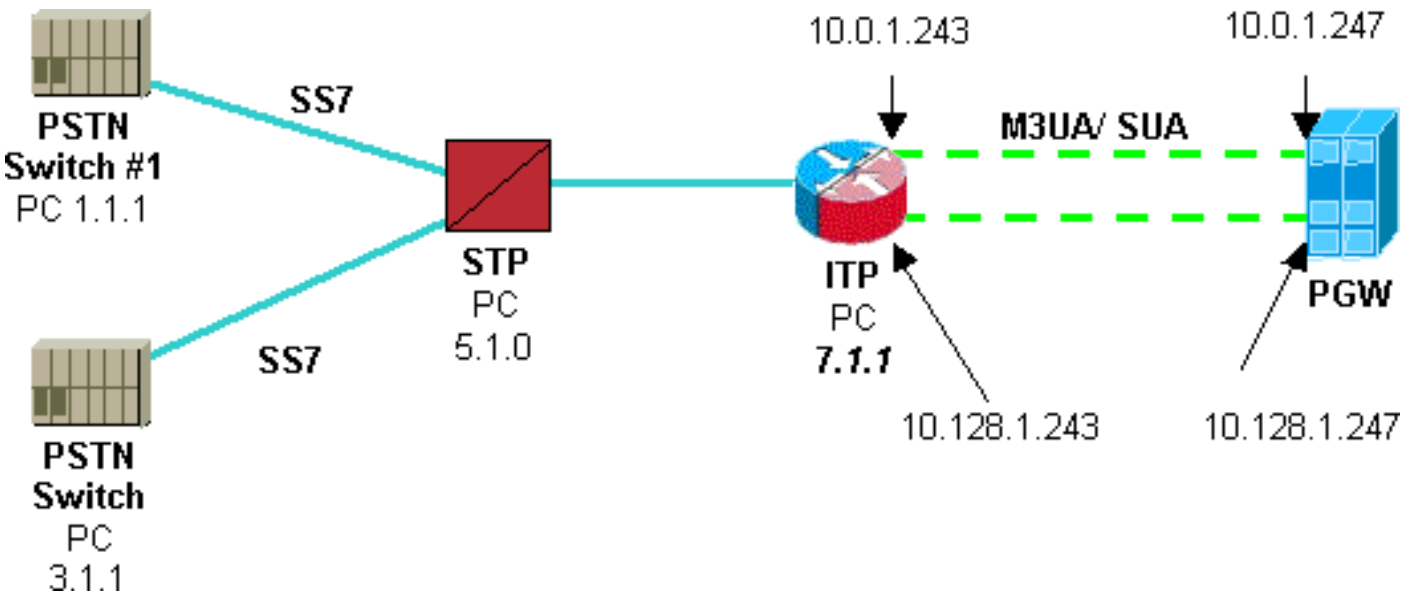 10.0.1.243
10.0.1.247
SS7
M3UA/ SUA
PSTN
Switch #1
PC 1.1.1
STP
PC
5.1.0
ITP
PC
7.1.1
PGW
SS7
10.128.1.243
10.128.1.247
PSTN
Switch
PC
3.1.1